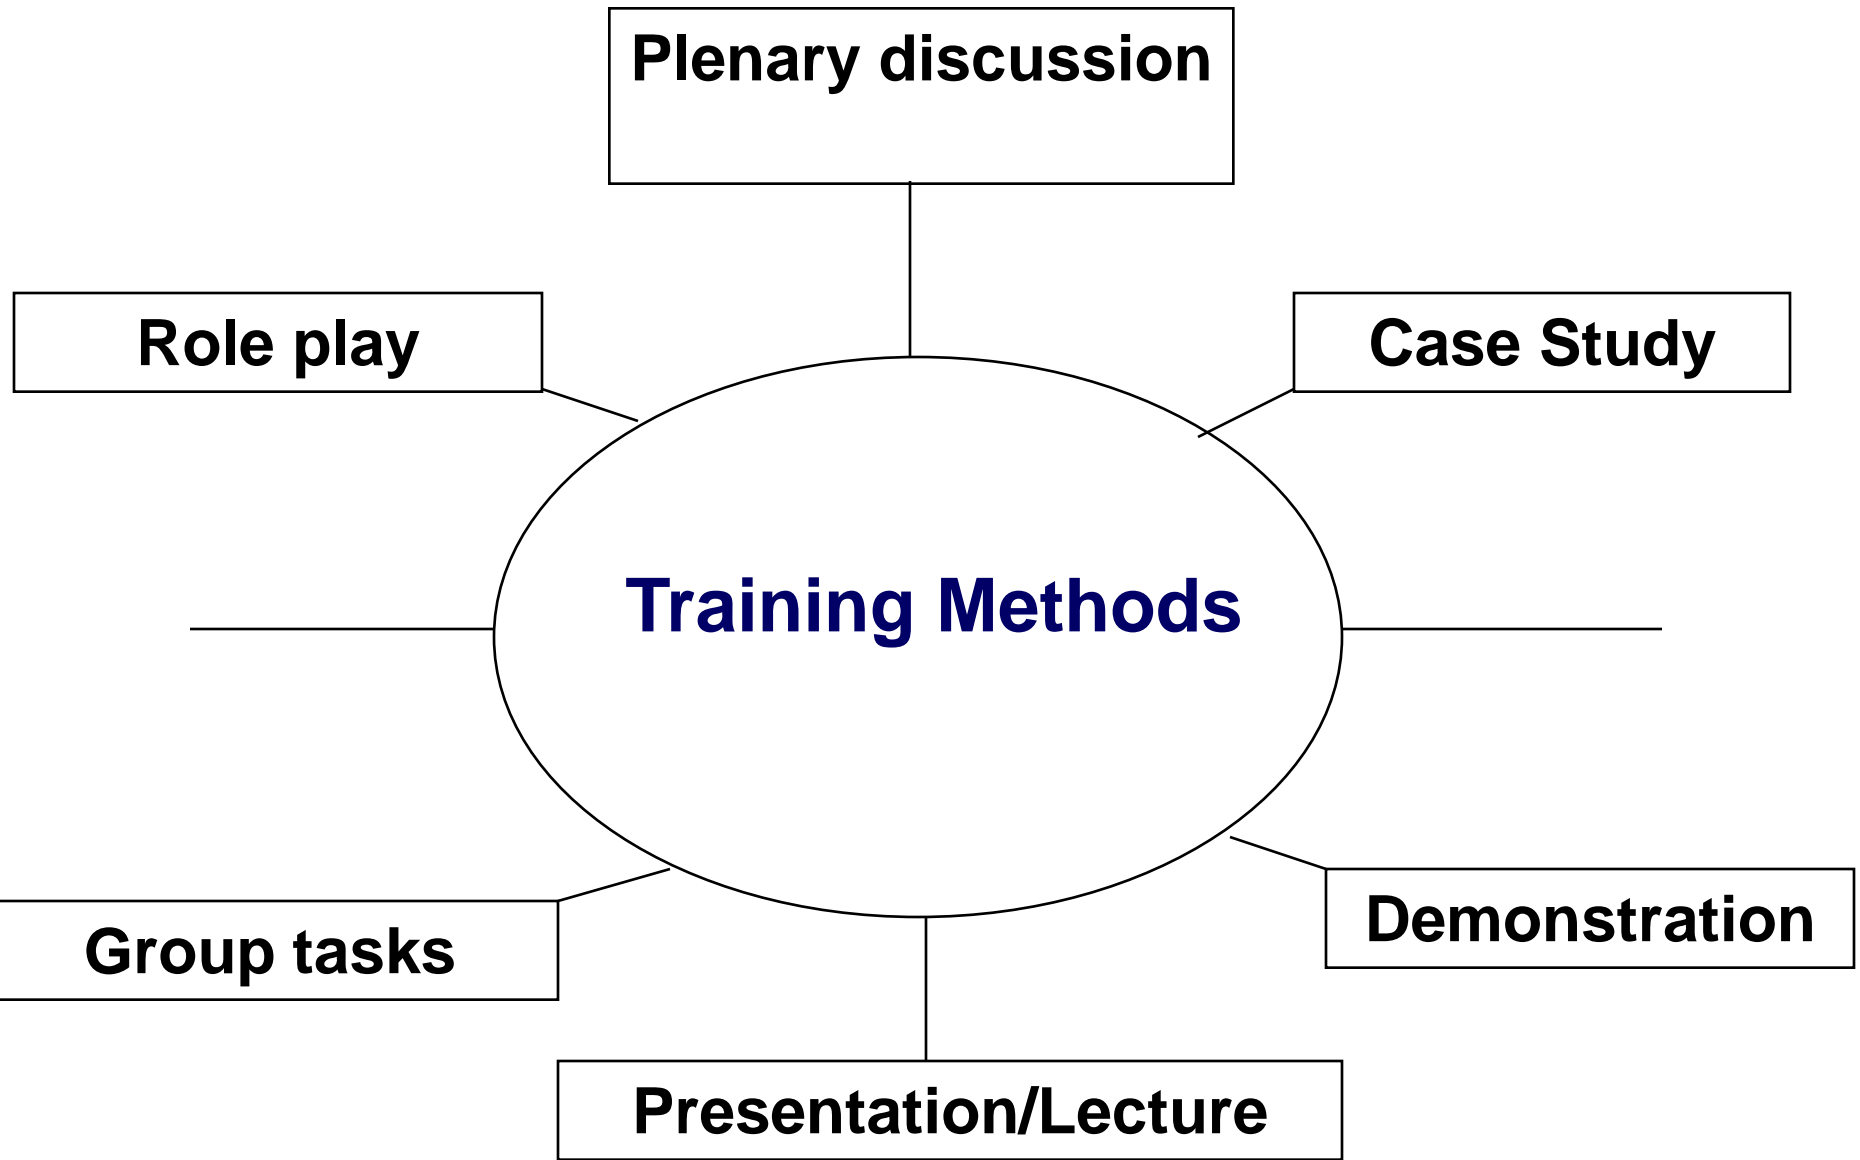 Plenary discussion
Role play
Case Study
Training Methods
Group tasks
Demonstration
Presentation/Lecture